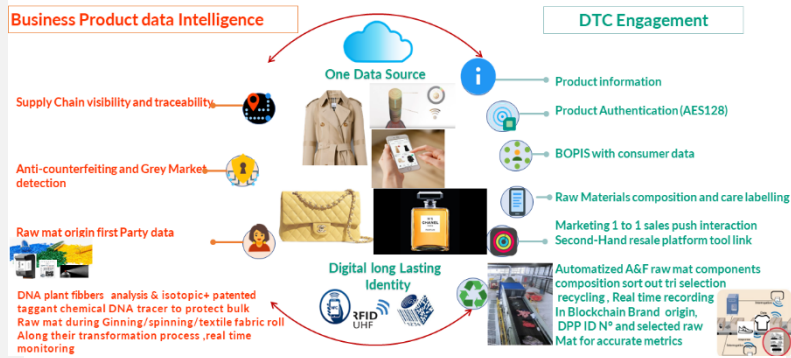 Business Product data Intelligence
DTC Engagement
One Data Source
Product information
Supply Chain visibility and traceability
Product Authentication (AES128)
BOPIS with consumer data
Anti-counterfeiting and Grey Market
detection
Raw Materials composition and care labelling
Marketing 1 to 1 sales push interaction
Second-Hand resale platform tool link
Raw mat origin first Party data
CHANEL
Digital long Lasting
Identity
RFID
UHF
Automatized A&F raw mat components
composition sort out tri selection
recycling , Real time recording
In Blockchain Brand origin,
DPP ID N° and selected raw
Mat for accurate metrics
DNA plant fibbers analysis & isotopic+ patented
taggant chemical DNA tracer to protect bulk
Raw mat during Ginning/spinning/textile fabric roll
Along their transformation process ,real time
monitoring